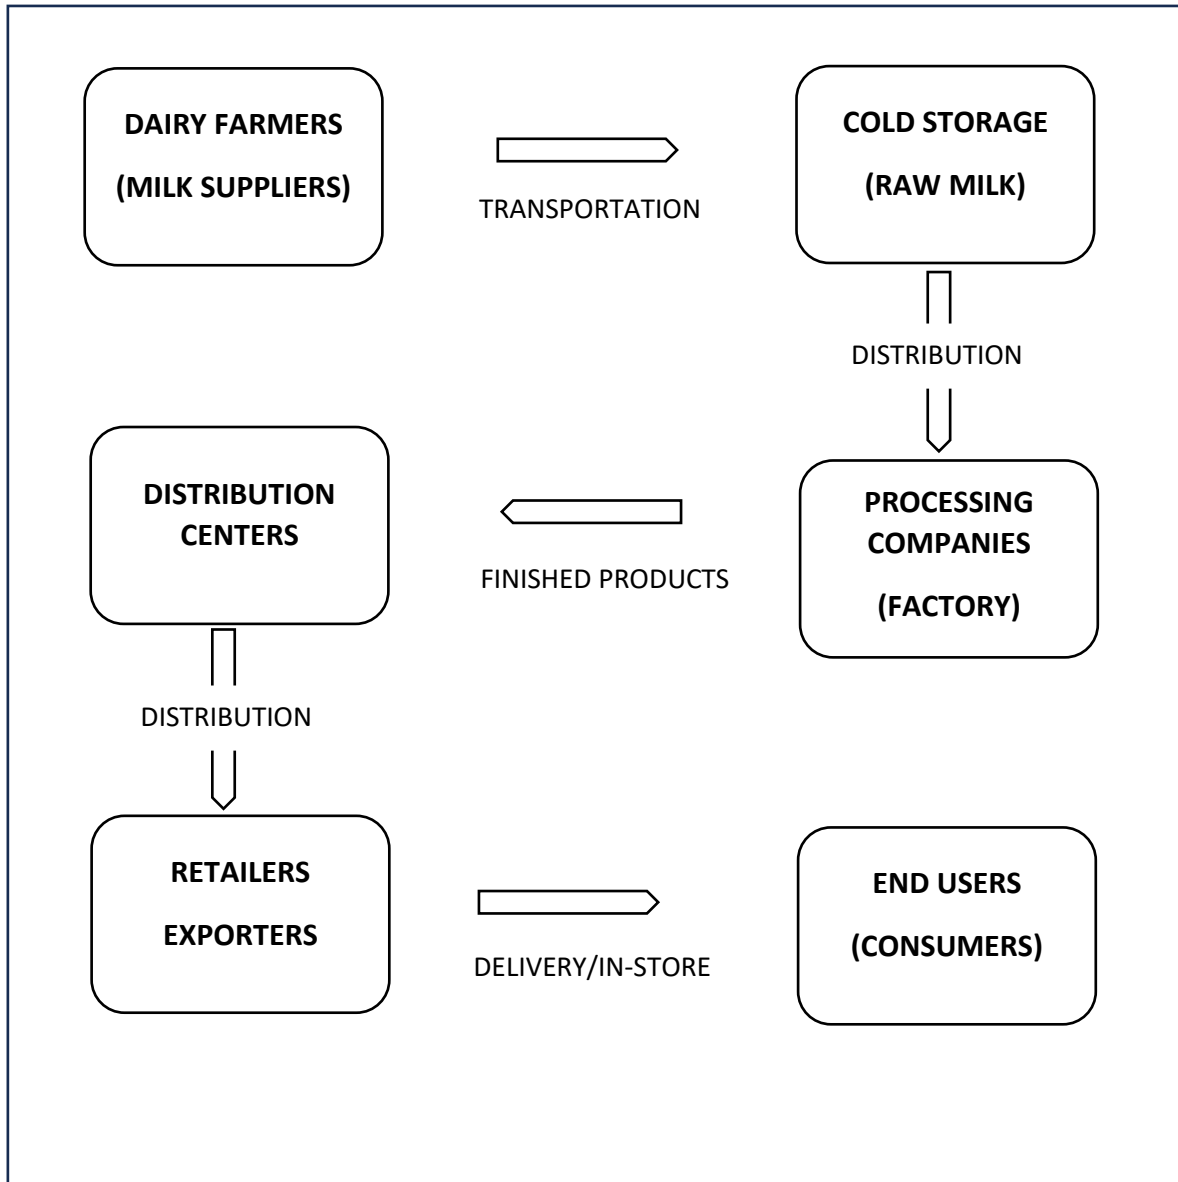 DAIRY FARMERS
(MILK SUPPLIERS)
TRANSPORTATION
COLD STORAGE
(RAW MILK)
DISTRIBUTION
PROCESSING
COMPANIES
(FACTORY)
FINISHED PRODUCTS
DISTRIBUTION
CENTERS
DISTRIBUTION
RETAILERS
EXPORTERS
DELIVERY/IN-STORE
END USERS
(CONSUMERS)